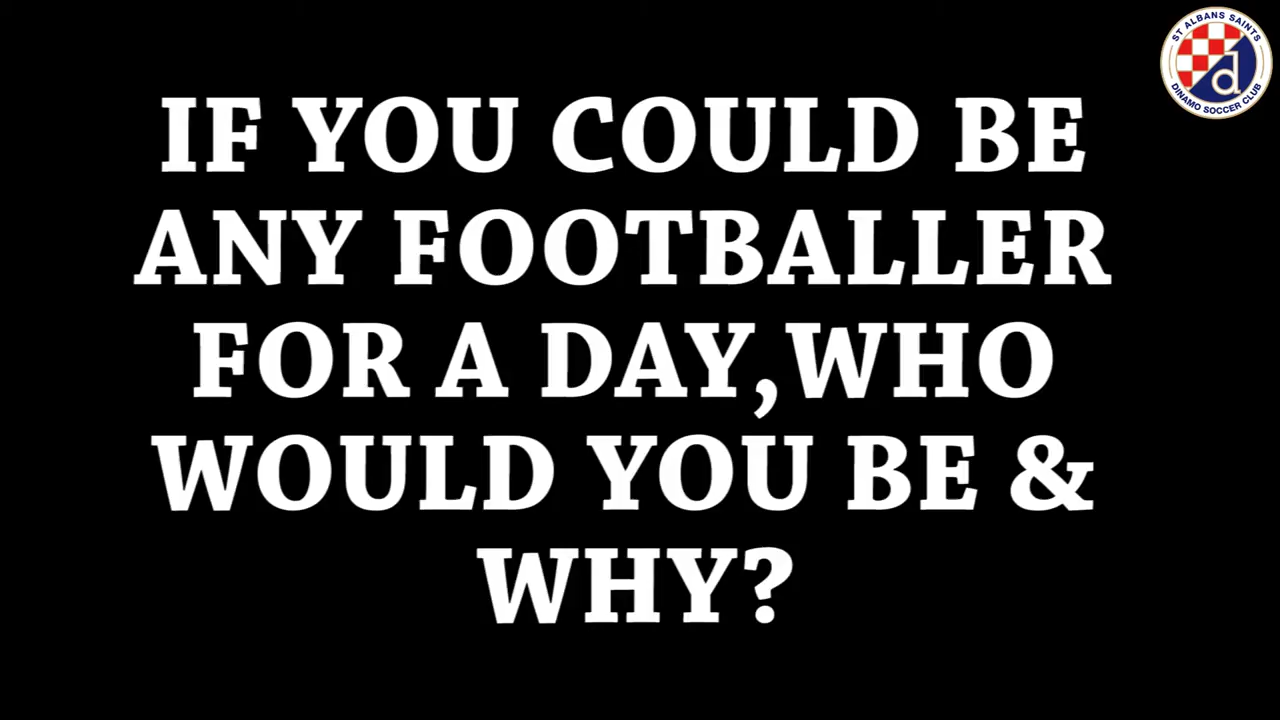 ST ALBANS SAINTS
DINAMO SOCCER CLUB
d
IF YOU COULD BE
ANY FOOTBALLER
FOR A DAY,WHO
WOULD YOU BE &
WHY?